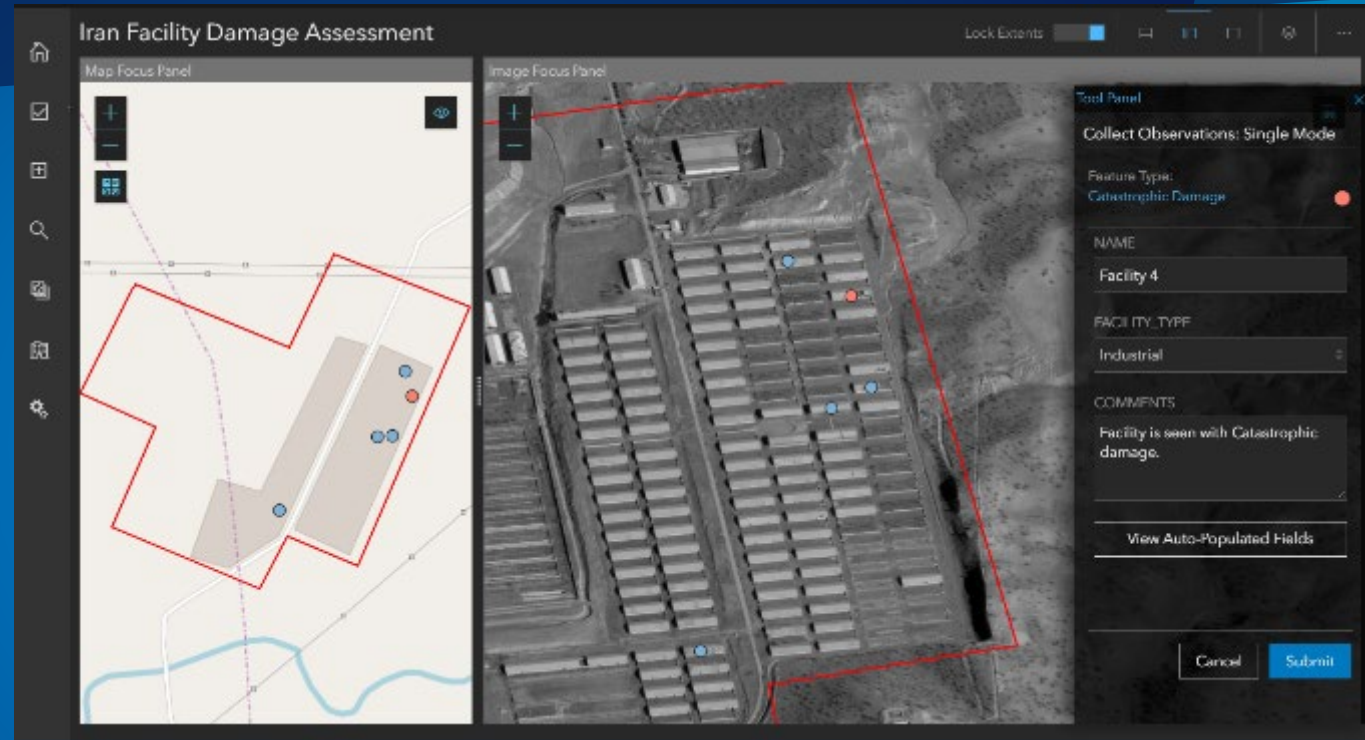 Iran Facility Damage Assessment
Lock Extents
Map Focus Panel
Image Focus Panel
Tool Panel
Collect Observations: Single Mode
Feature Type:
Catastrophic Damage
NAME
Facility 4
FACILITY_TYPE
Industrial
COMMENTS
Facility is seen with Catastrophic
damage.
View Auto-Populated Fields
Cancel
Submit